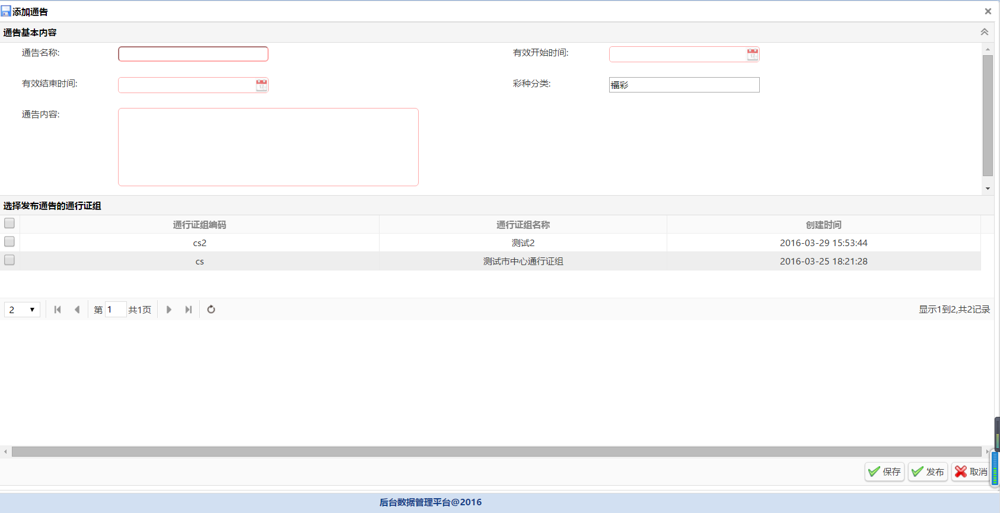 添加通告
通告基本内容
通告名称:
有效开始时间:
有效结束时间:
彩种分类: 福彩
通告内容:
选择发布通告的通行证组
通行证组编码 通行证组名称 创建时间
cs2 测试2 2016-03-29 15:53:44
cs 测试市中心通行证组 2016-03-25 18:21:28
2 第 1 共1页 显示1到2,共2记录
保存 发布 取消
后台数据管理平台@2016